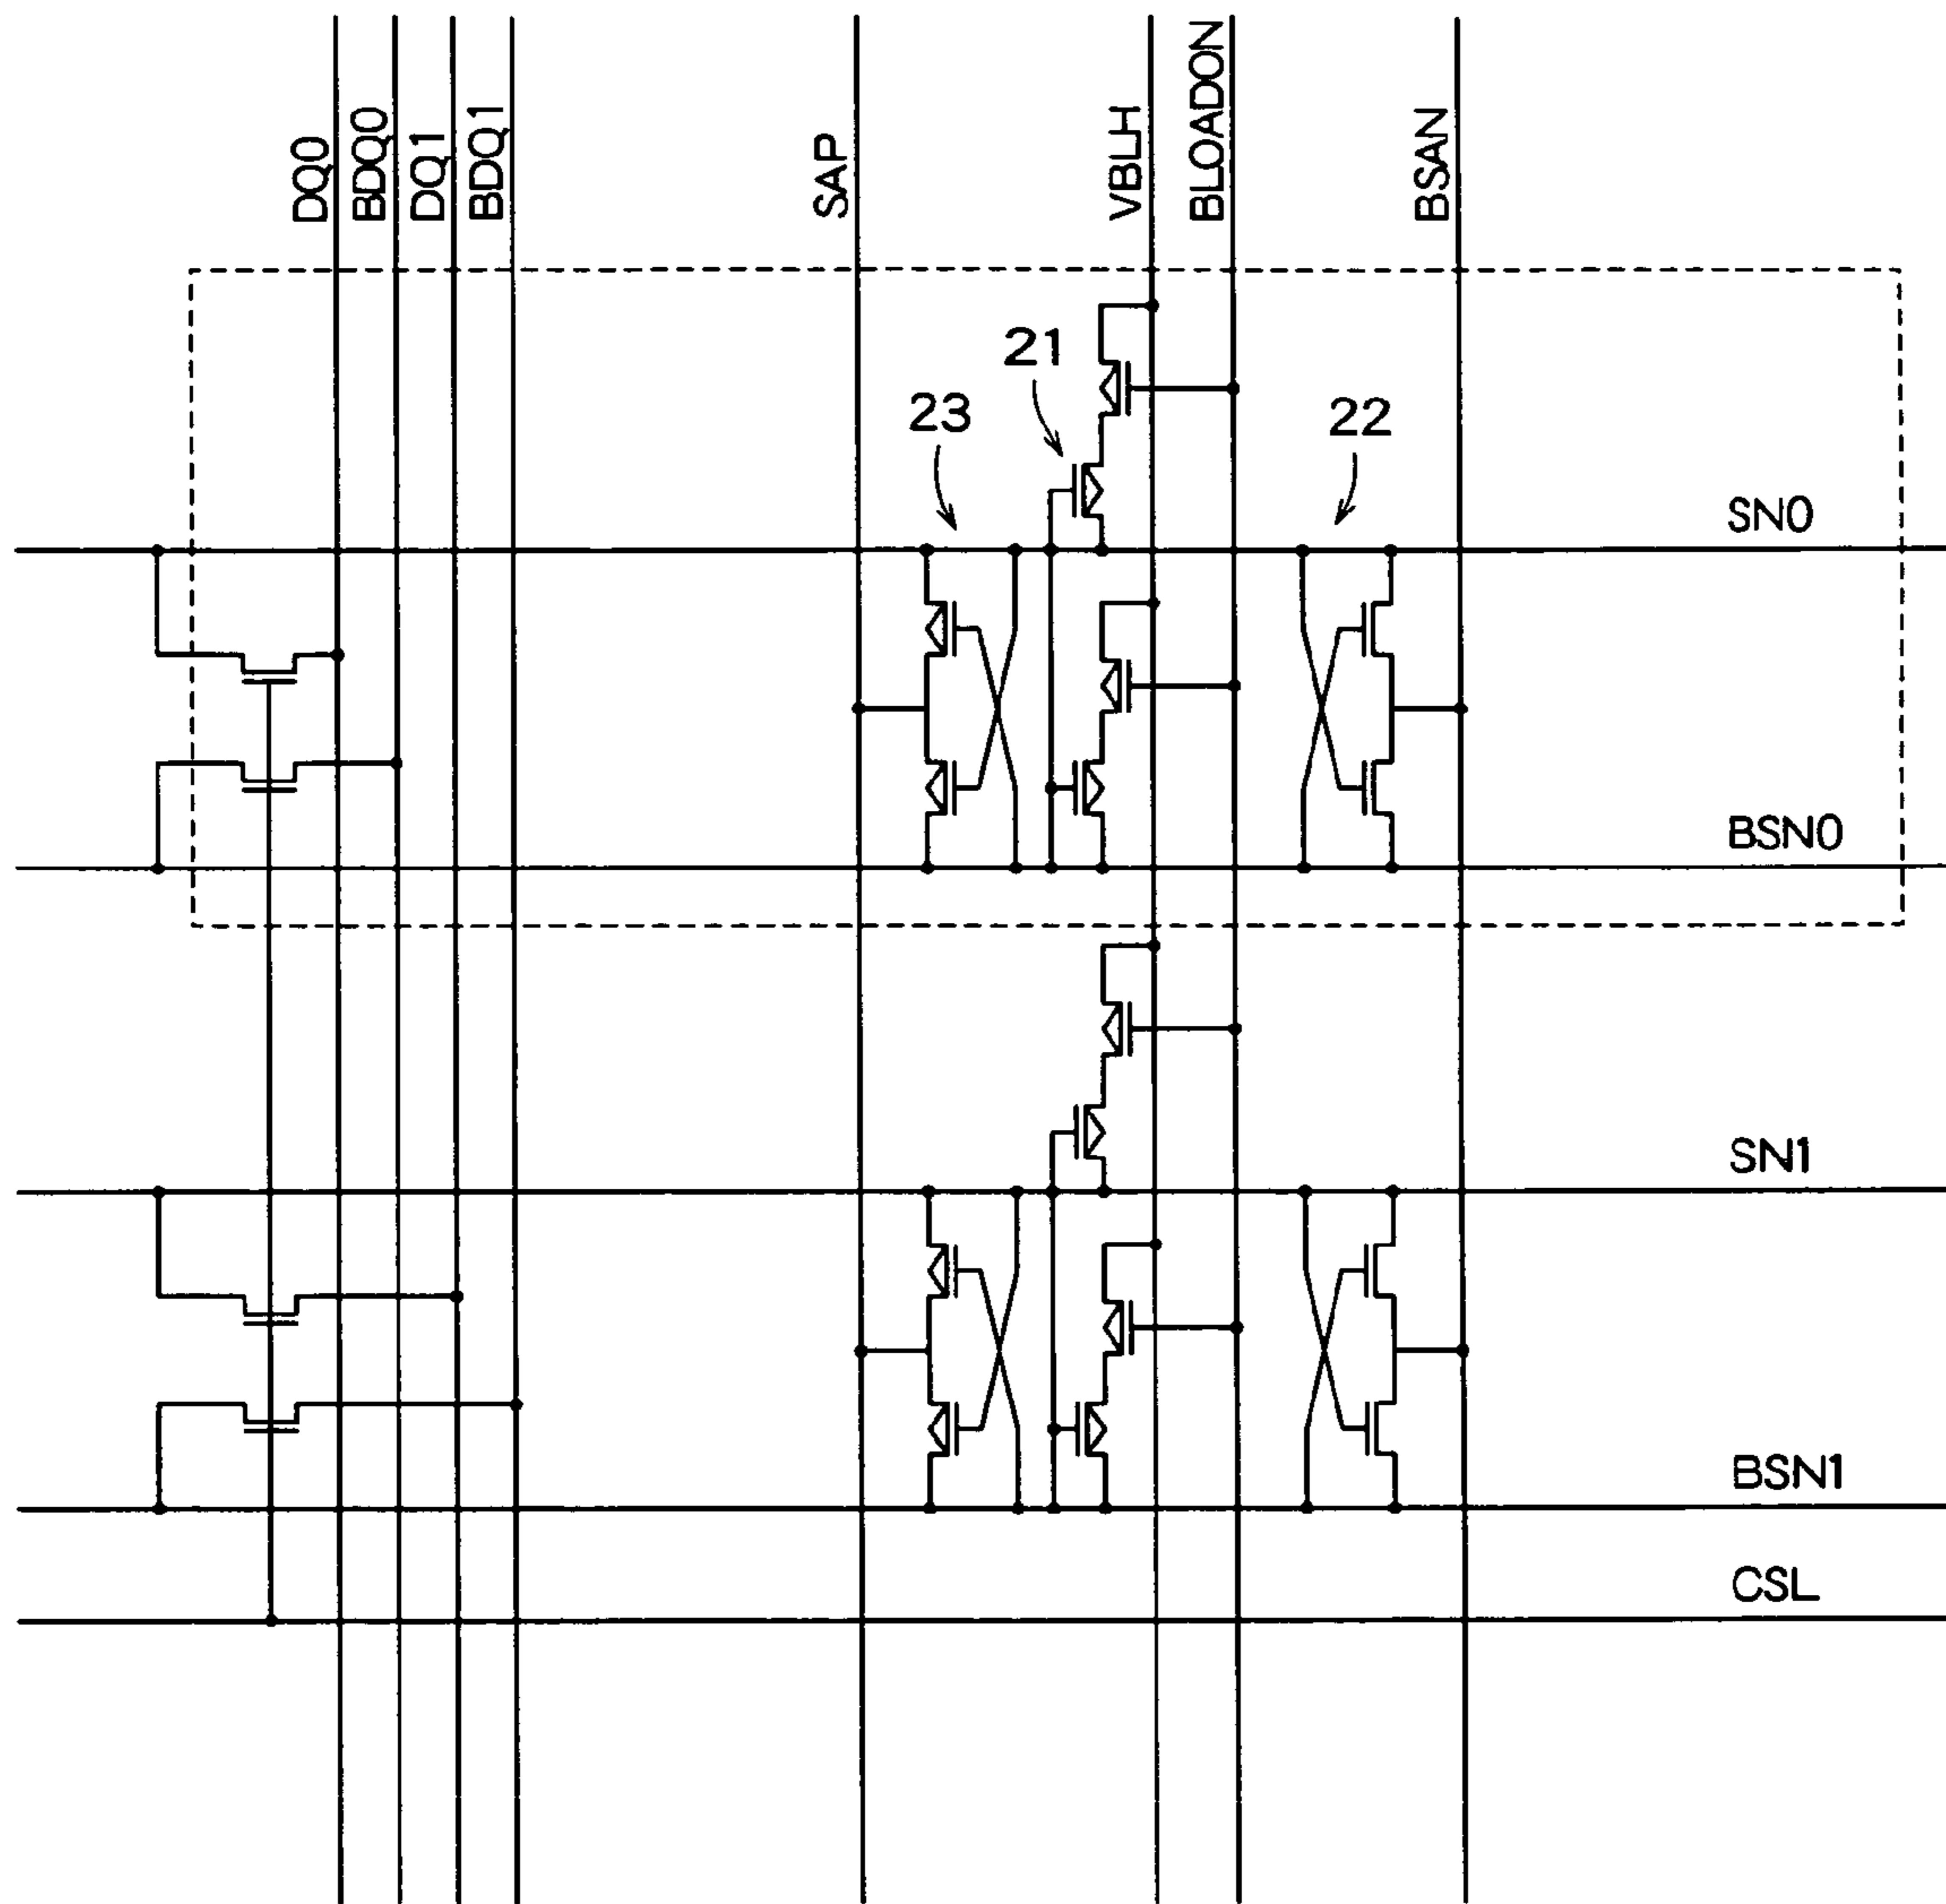 DQ0
BDQ0
DQ1
BDQ1
SAP
VBLH
BLOADON
BSAN
21
23
22
SN0
BSN0
SN1
BSN1
CSL